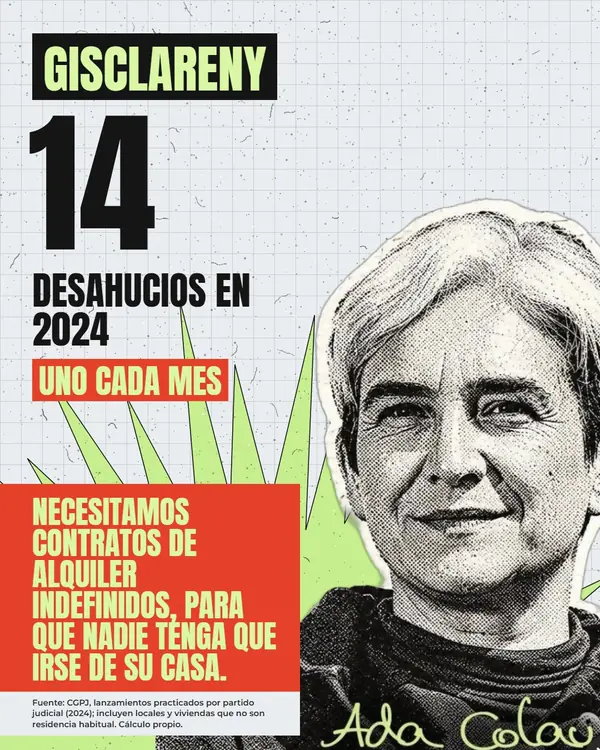 GISCLARENY
14
DESAHUCIOS EN
2024
UNO CADA MES
NECESITAMOS
CONTRATOS DE
ALQUILER
INDEFINIDOS, PARA
QUE NADIE TENGA QUE
IRSE DE SU CASA.
Fuente: CGPJ, lanzamientos practicados por partido
judicial (2024); incluyen locales y viviendas que no son
residencia habitual. Cálculo propio.
Ada Colau